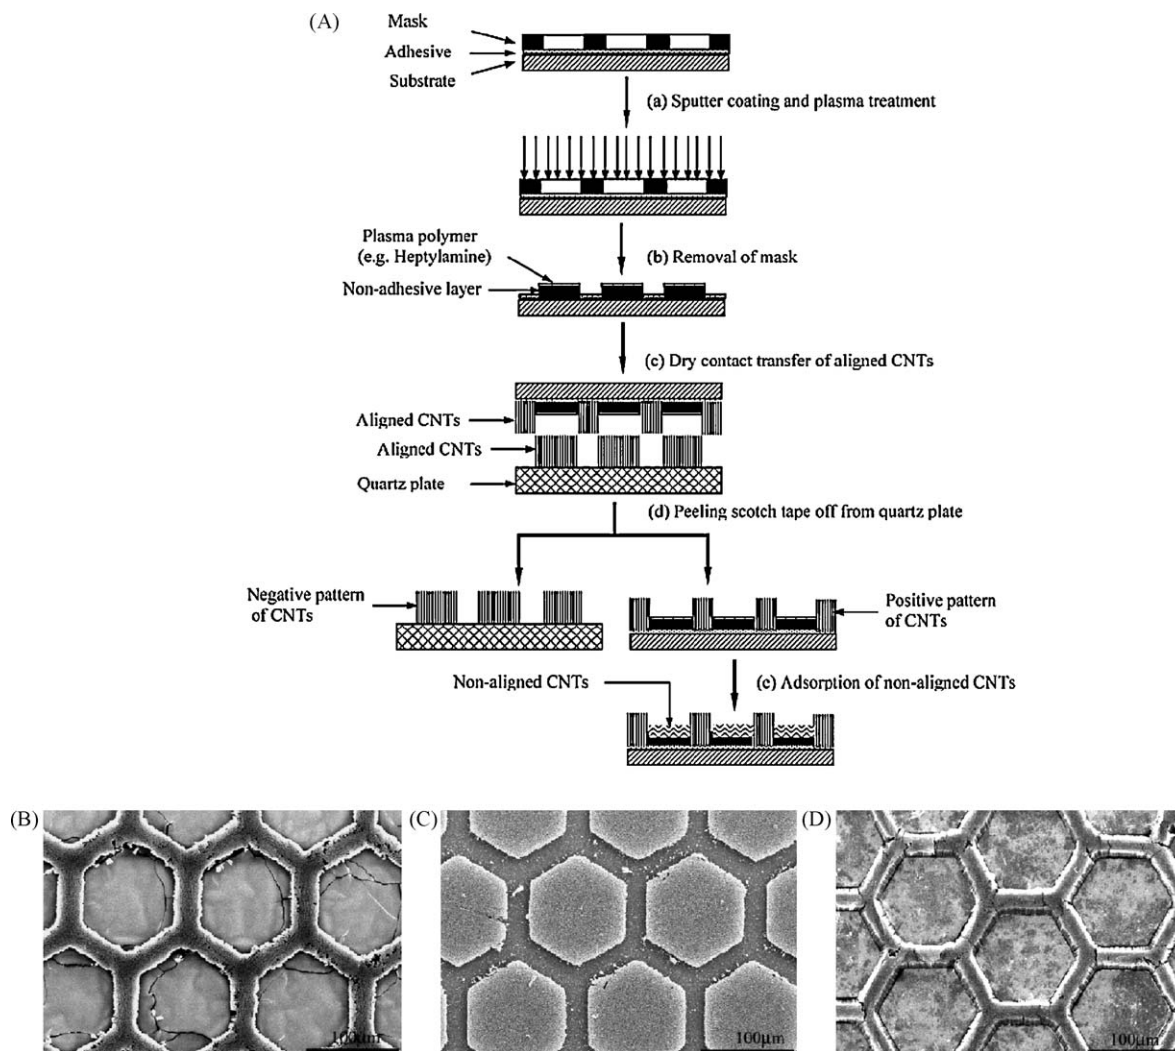 (A)
Mask
Adhesive
Substrate
(a) Sputter coating and plasma treatment
Plasma polymer
(e.g. Heptylamine)
Non-adhesive layer
(b) Removal of mask
(c) Dry contact transfer of aligned CNTs
Aligned CNTs
Aligned CNTs
Quartz plate
(d) Peeling scotch tape off from quartz plate
Negative pattern
of CNTs
Positive pattern
of CNTs
Non-aligned CNTs
(e) Adsorption of non-aligned CNTs
(B)
100μm
(C)
100μm
(D)
100μm